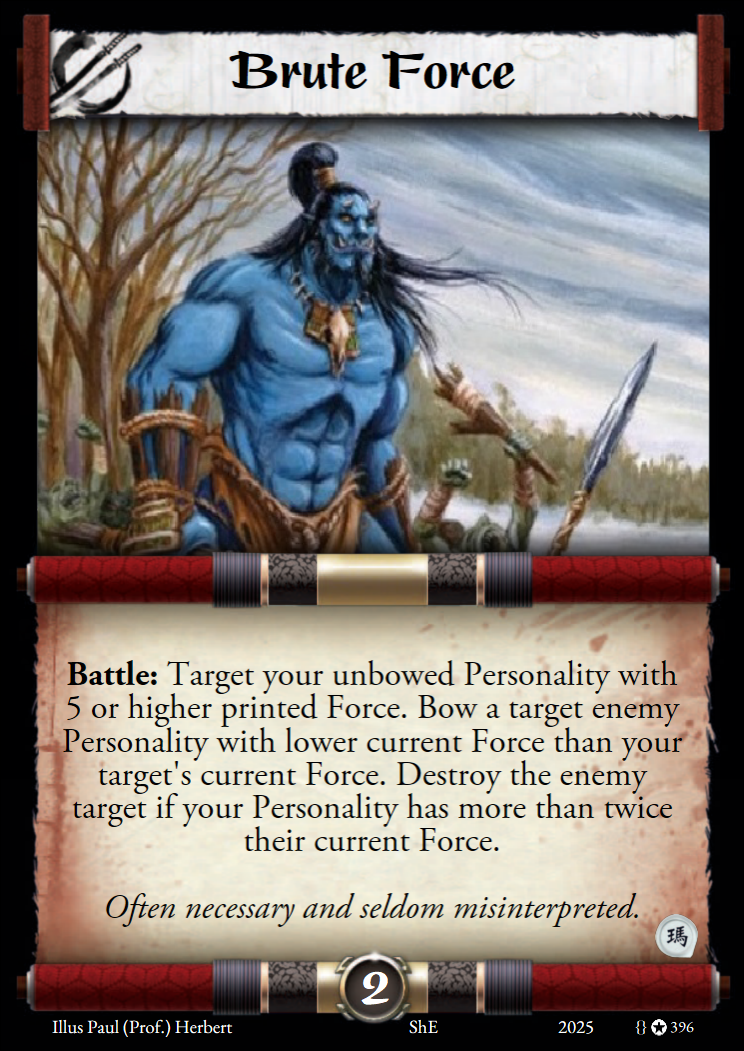 Brute Force
Battle: Target your unbowed Personality with
5 or higher printed Force. Bow a target enemy
Personality with lower current Force than your
target's current Force. Destroy the enemy
target if your Personality has more than twice
their current Force.
Often necessary and seldom misinterpreted.
瑪
2
Illus Paul (Prof.) Herbert ShE 2025 {} ✪ 396